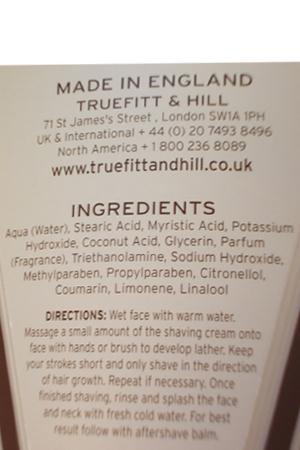 MADE IN ENGLAND
TRUEFITT & HILL
71 St James's Street , London SW1A 1PH
UK & International + 44 (0) 20 7493 8496
North America + 1 800 236 8089
www.truefittandhill.co.uk
INGREDIENTS
Aqua (Water), Stearic Acid, Myristic Acid, Potassium
Hydroxide, Coconut Acid, Glycerin, Parfum
(Fragrance), Triethanolamine, Sodium Hydroxide,
Methylparaben, Propylparaben, Citronellol,
Coumarin, Limonene, Linalool
DIRECTIONS: Wet face with warm water.
Massage a small amount of the shaving cream onto
face with hands or brush to develop lather. Keep
your strokes short and only shave in the direction
of hair growth. Repeat if necessary. Once
finished shaving, rinse and splash the face
and neck with fresh cold water. For best
result follow with aftershave balm.